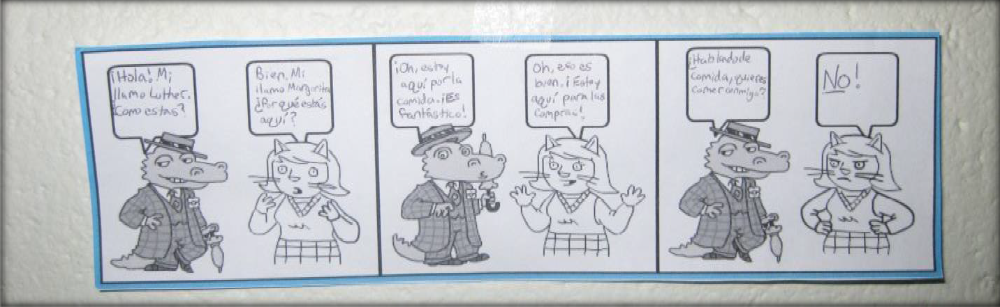 ¡Hola! Mi
llamo Luther.
¿Como estas?
Bien. Mi
llamo Margarita
¿Por qué estás
aquí?
¡Oh, estoy
aquí por la
comida. ¡Es
fantástico!
Oh, eso es
bien. ¡Estoy
aquí para las
compras!
¿Hablado de
comida, quieres
comer conmigo?
No!